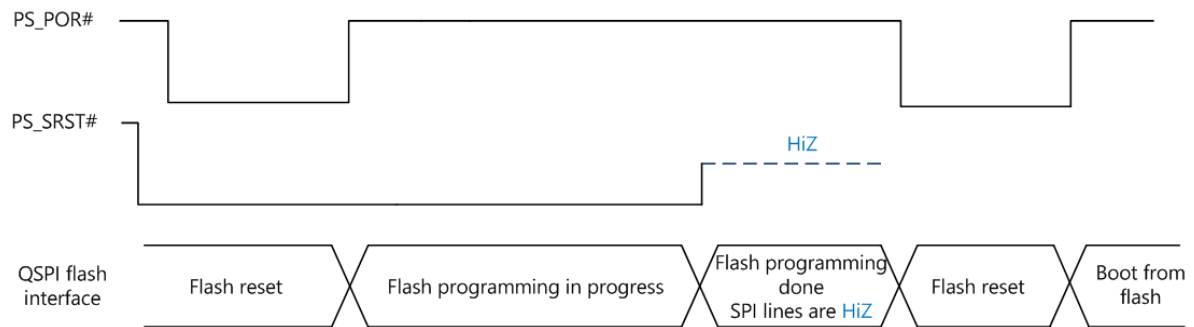 PS_POR#
PS_SRST#
HiZ
QSPI flash
interface
Flash reset
Flash programming in progress
Flash programming
done
SPI lines are HiZ
Flash reset
Boot from
flash